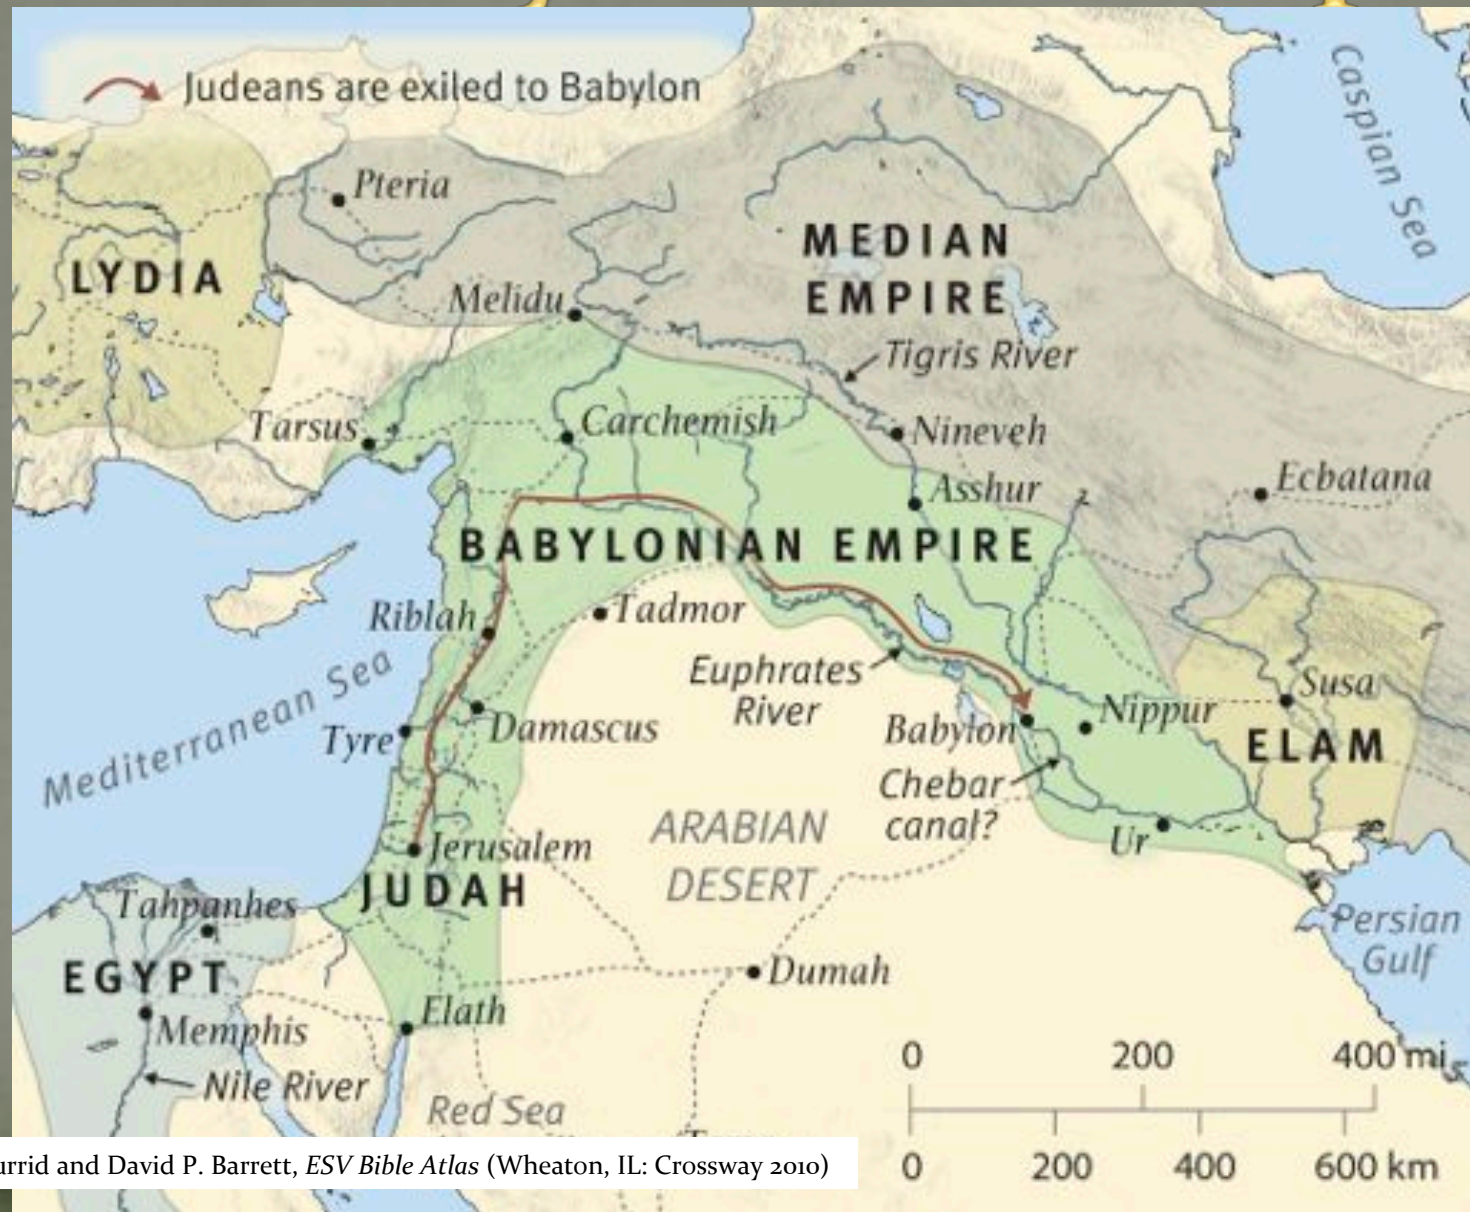 Judeans are exiled to Babylon
Caspian Sea
Pteria
MEDIAN
EMPIRE
LYDIA
Melidu
Tigris River
Tarsus
Carchemish
Nineveh
Asshur
Ecbatana
BABYLONIAN EMPIRE
Riblah
Tadmor
Mediterranean Sea
Euphrates
River
Susa
Tyre
Damascus
Babylon
Nippur
ELAM
Chebar
canal?
ARABIAN
DESERT
Ur
Jerusalem
JUDAH
Tahpanhes
Persian
Gulf
EGYPT
Dumah
Elath
Memphis
Nile River
Red Sea
0 200 400 mi
and David P. Barrett, ESV Bible Atlas (Wheaton, IL: Crossway 2010)
0 200 400 600 km